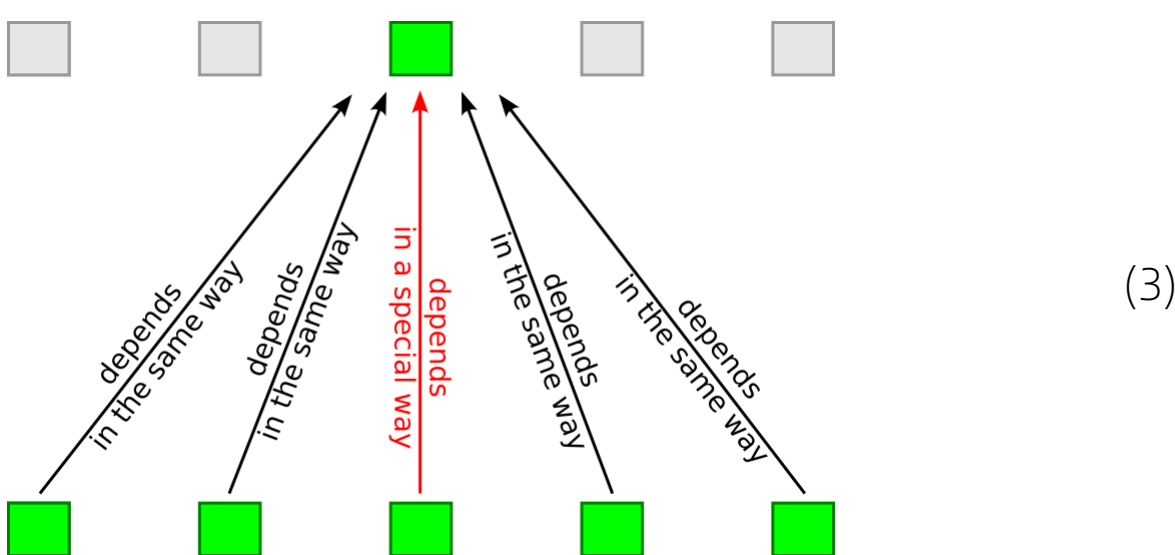 depends
in the same way
depends
in the same way
depends
in a special way
depends
in the same way
depends
in the same way
(3)